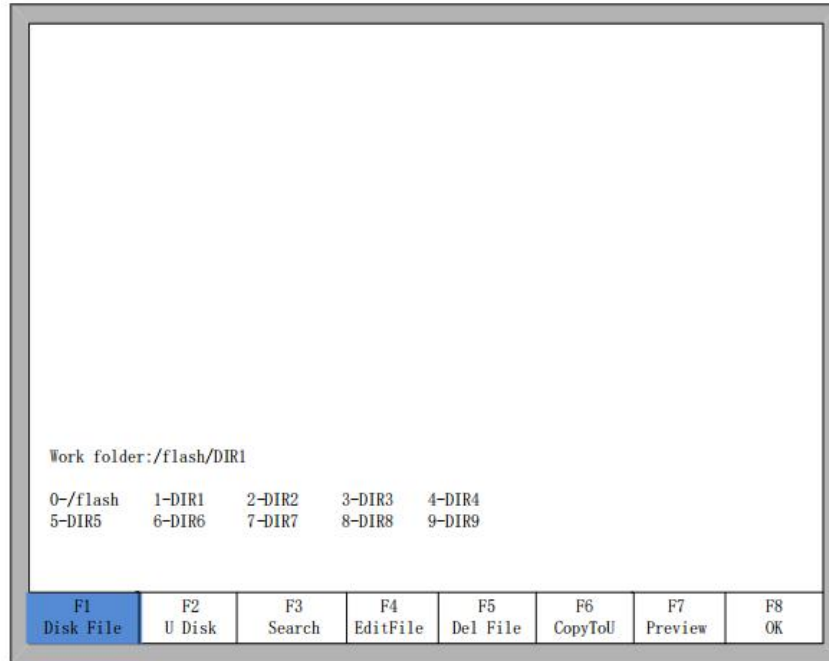 Work folder:/flash/DIR1
0-/flash 1-DIR1 2-DIR2 3-DIR3 4-DIR4
5-DIR5 6-DIR6 7-DIR7 8-DIR8 9-DIR9
F1 F2 F3 F4 F5 F6 F7 F8
Disk File U Disk Search EditFile Del File CopyToU Preview OK